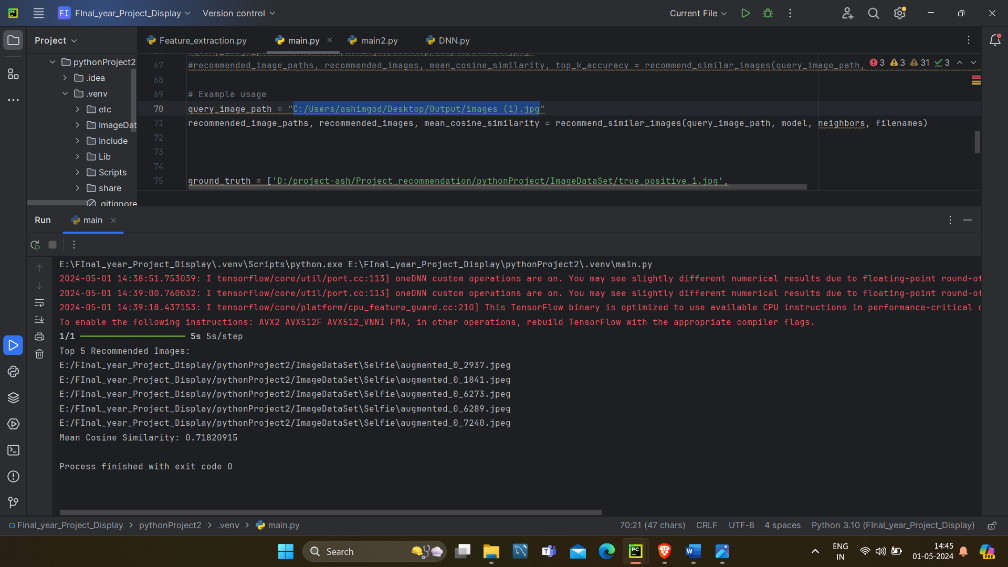 FI FInal_year_Project_Display Version control Current File
Project Feature_extraction.py main.py main2.py DNN.py
pythonProject2
.idea
.venv
etc
ImageDat
Include
Lib
Scripts
share
.gitignore
67 #recommended_image_paths, recommended_images, mean_cosine_similarity, top_k_accuracy = recommend_similar_images(query_image_path, 3 3 31 3
68
69 # Example usage
70 query_image_path = "C:/Users/ashimgod/Desktop/Output/images (1).jpg"
71 recommended_image_paths, recommended_images, mean_cosine_similarity = recommend_similar_images(query_image_path, model, neighbors, filenames)
72
73
74
75 ground_truth = ['D:/project-ash/Project_recommendation/pythonProject/ImageDataSet/true_positive_1.jpg',
Run main
E:\FInal_year_Project_Display\.venv\Scripts\python.exe E:\FInal_year_Project_Display\pythonProject2\.venv\main.py
2024-05-01 14:38:51.753039: I tensorflow/core/util/port.cc:113] oneDNN custom operations are on. You may see slightly different numerical results due to floating-point round-of
2024-05-01 14:39:00.760032: I tensorflow/core/util/port.cc:113] oneDNN custom operations are on. You may see slightly different numerical results due to floating-point round-of
2024-05-01 14:39:18.437153: I tensorflow/core/platform/cpu_feature_guard.cc:210] This TensorFlow binary is optimized to use available CPU instructions in performance-critical o
To enable the following instructions: AVX2 AVX512F AVX512_VNNI FMA, in other operations, rebuild TensorFlow with the appropriate compiler flags.
1/1 5s 5s/step
Top 5 Recommended Images:
E:/FInal_year_Project_Display/pythonProject2/ImageDataSet\Selfie\augmented_0_2937.jpeg
E:/FInal_year_Project_Display/pythonProject2/ImageDataSet\Selfie\augmented_0_1841.jpeg
E:/FInal_year_Project_Display/pythonProject2/ImageDataSet\Selfie\augmented_0_6273.jpeg
E:/FInal_year_Project_Display/pythonProject2/ImageDataSet\Selfie\augmented_0_6289.jpeg
E:/FInal_year_Project_Display/pythonProject2/ImageDataSet\Selfie\augmented_0_7240.jpeg
Mean Cosine Similarity: 0.71820915
Process finished with exit code 0
FInal_year_Project_Display > pythonProject2 > .venv > main.py 70:21 (47 chars) CRLF UTF-8 4 spaces Python 3.10 (FInal_year_Project_Display)
Search ENG 14:45
IN 01-05-2024